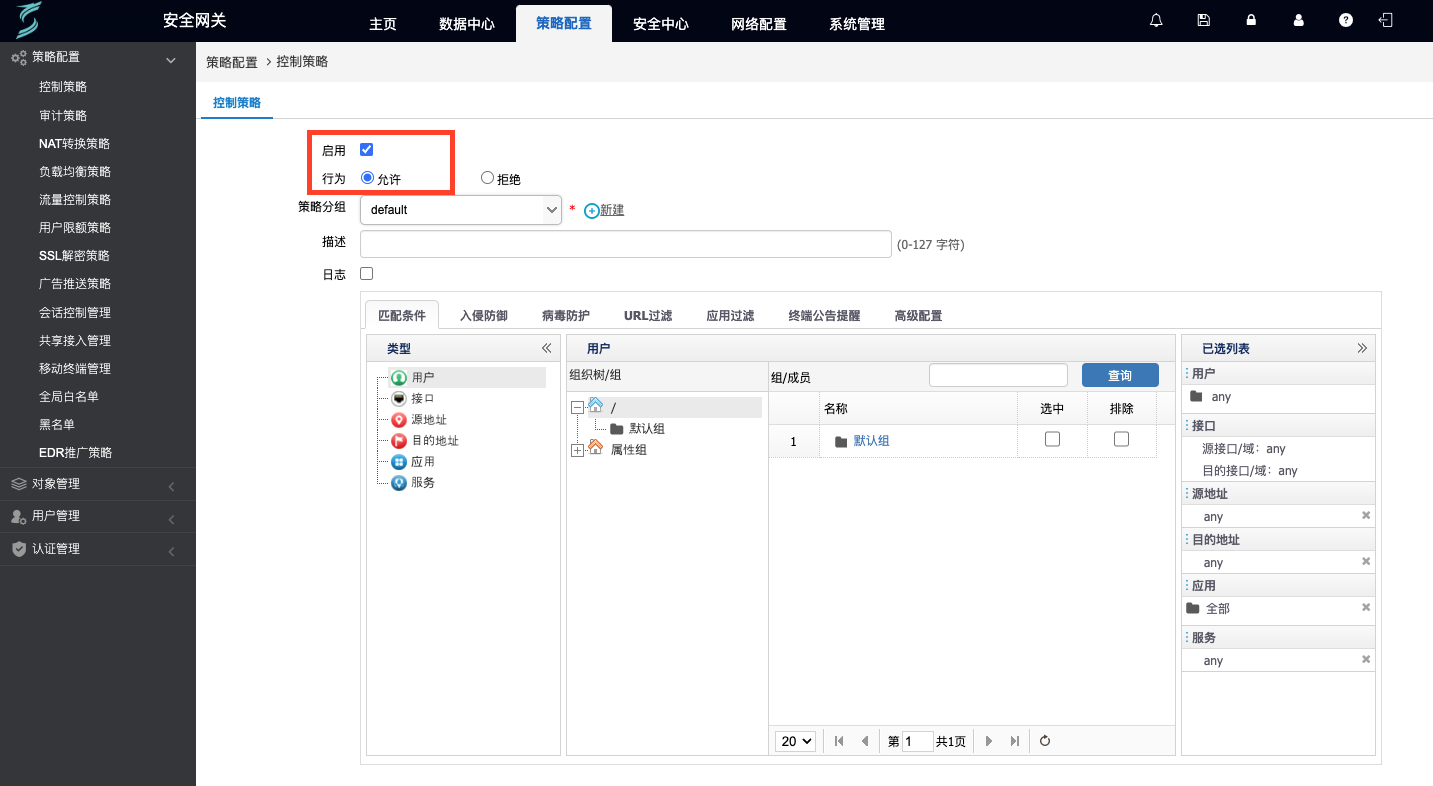 安全网关
主页 数据中心 策略配置 安全中心 网络配置 系统管理
策略配置
控制策略
审计策略
NAT转换策略
负载均衡策略
流量控制策略
用户限额策略
SSL解密策略
广告推送策略
会话控制管理
共享接入管理
移动终端管理
全局白名单
黑名单
EDR推广策略
对象管理
用户管理
认证管理
策略配置 > 控制策略
控制策略
启用
行为 允许 拒绝
策略分组 default * 新建
描述 (0-127 字符)
日志
匹配条件 入侵防御 病毒防护 URL过滤 应用过滤 终端公告提醒 高级配置
类型
用户
接口
源地址
目的地址
应用
服务
用户
组织树/组
/
默认组
属性组
组/成员 查询
名称 选中 排除
1 默认组
20 第 1 共1页
已选列表
用户
any
接口
源接口/域: any
目的接口/域: any
源地址
any
目的地址
any
应用
全部
服务
any